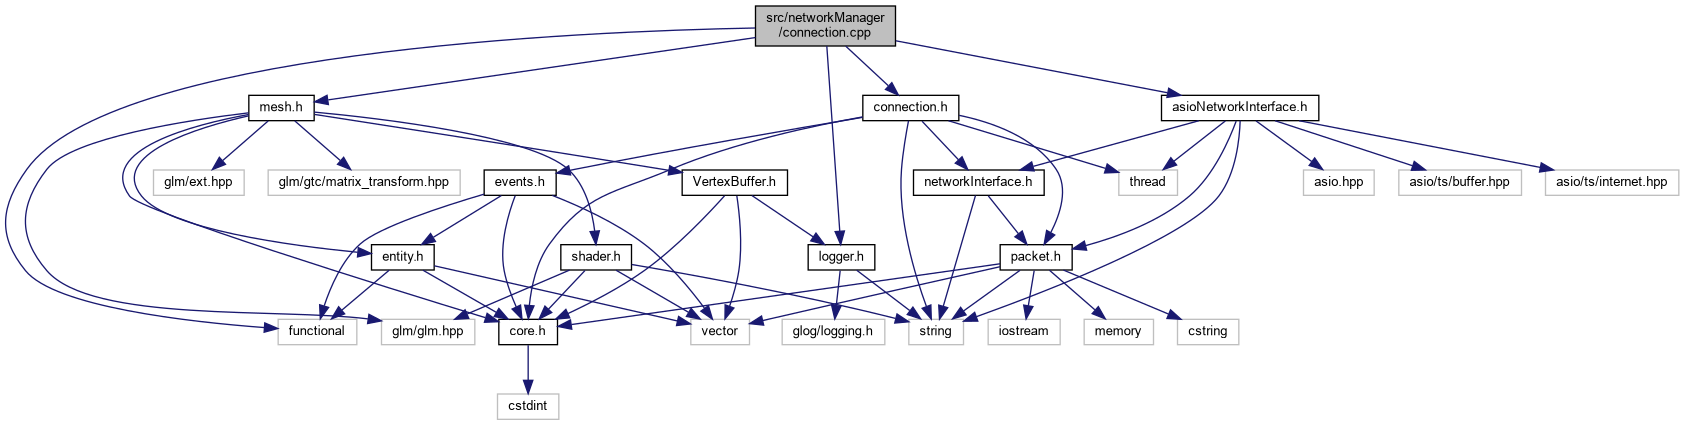 src/networkManager
/connection.cpp
mesh.h
connection.h
asioNetworkInterface.h
glm/ext.hpp
glm/gtc/matrix_transform.hpp
events.h
VertexBuffer.h
networkInterface.h
thread
asio.hpp
asio/ts/buffer.hpp
asio/ts/internet.hpp
entity.h
shader.h
logger.h
packet.h
functional
glm/glm.hpp
core.h
vector
glog/logging.h
string
iostream
memory
cstring
cstdint